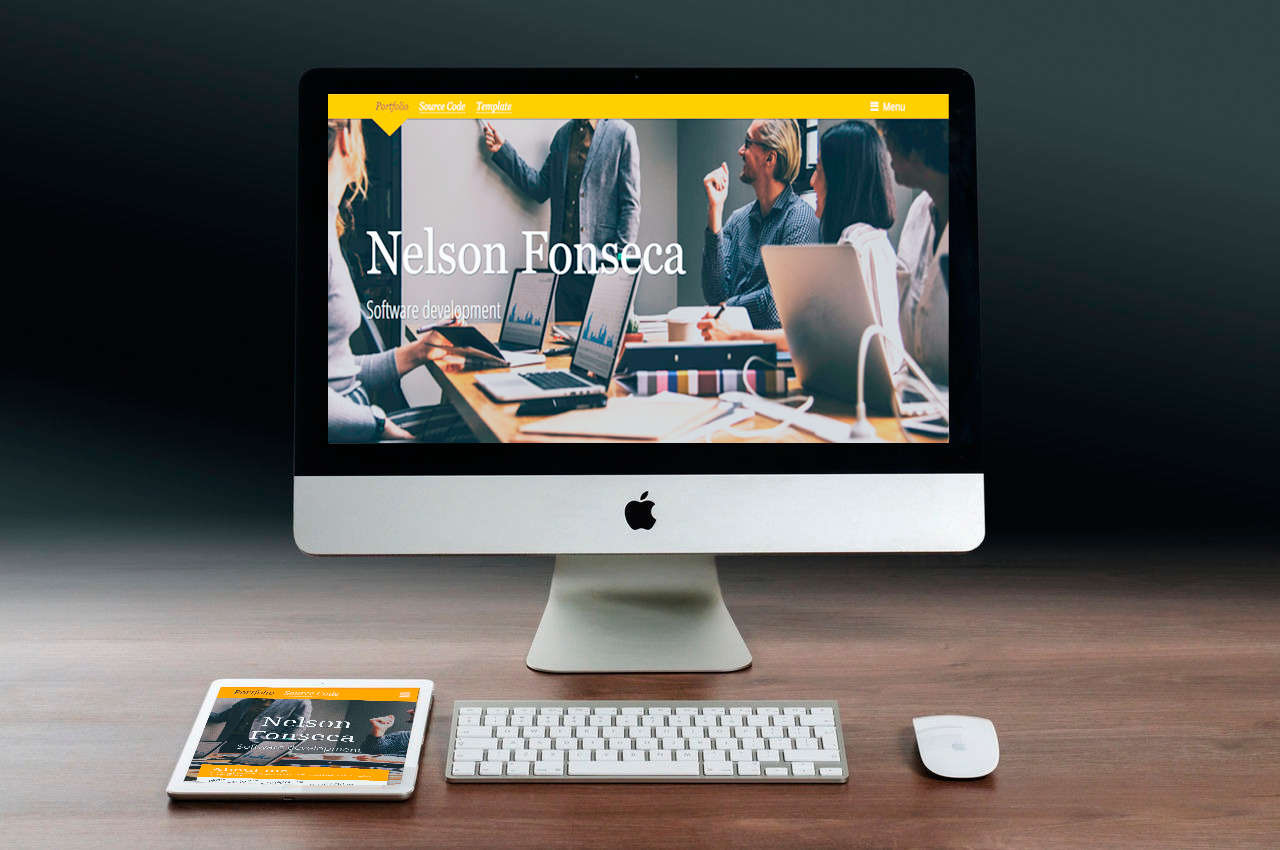 Portfolio Source Code Template
Menu
Nelson Fonseca
Software development
Portfolio Source Code
Nelson
Fonseca
Software development
About me